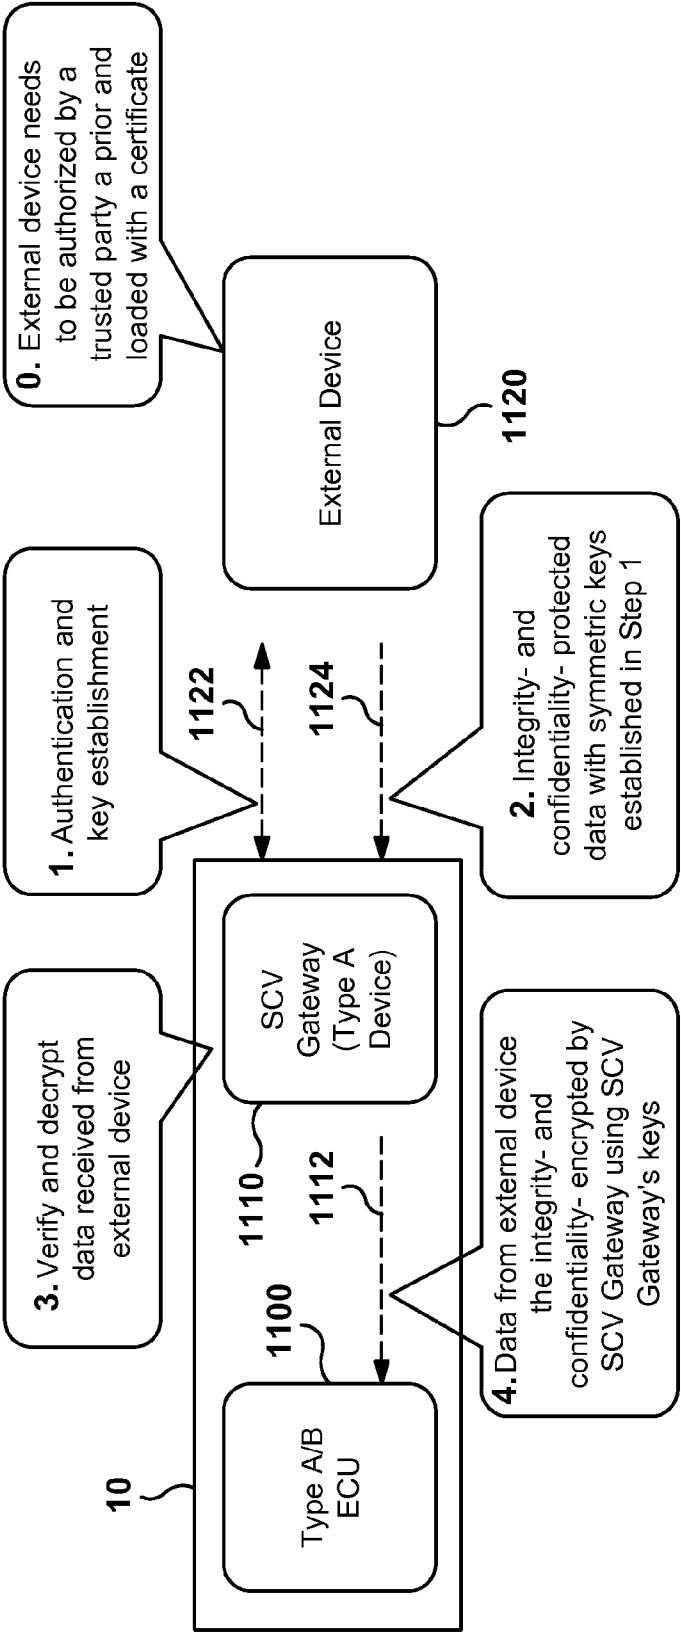 0. External device needs
to be authorized by a
trusted party a prior and
loaded with a certificate
1. Authentication and
key establishment
3. Verify and decrypt
data received from
external device
10
Type A/B
ECU
1100
1112
1110
SCV
Gateway
(Type A
Device)
1122
1124
External Device
1120
4. Data from external device
the integrity- and
confidentiality- encrypted by
SCV Gateway using SCV
Gateway's keys
2. Integrity- and
confidentiality- protected
data with symmetric keys
established in Step 1